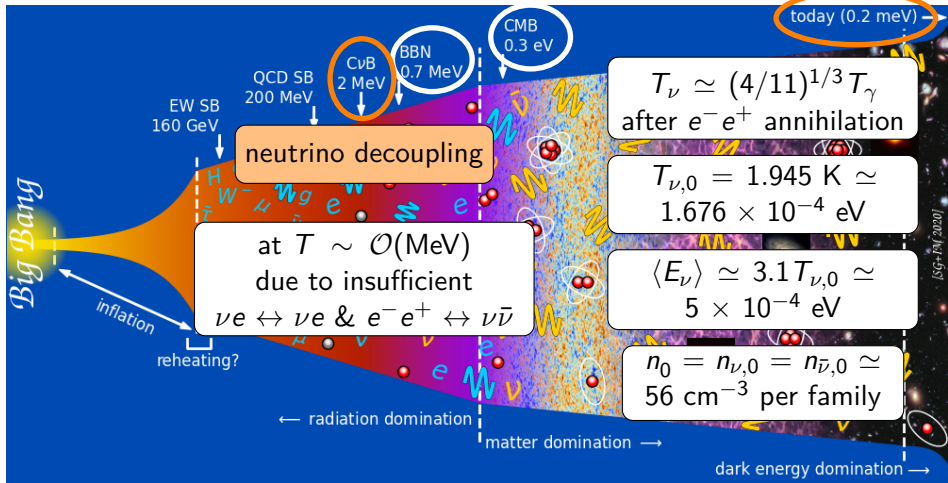 today (0.2 meV)
CMB
0.3 eV
BBN
0.7 MeV
CνB
2 MeV
QCD SB
200 MeV
EW SB
160 GeV
Big Bang
inflation
reheating?
neutrino decoupling
at T ∼ 𝒪(MeV)
due to insufficient
νe ↔ νe & e⁻e⁺ ↔ νν̄
T_ν ≃ (4/11)^{1/3} T_γ
after e⁻e⁺ annihilation
T_{ν,0} = 1.945 K ≃
1.676 × 10⁻⁴ eV
⟨E_ν⟩ ≃ 3.1 T_{ν,0} ≃
5 × 10⁻⁴ eV
n₀ = n_{ν,0} = n_{ν̄,0} ≃
56 cm⁻³ per family
H
W⁻
μ
g
e
e
ν̄
ν
e
e
ν
← radiation domination
matter domination →
dark energy domination →
[SG+PM, 2020]